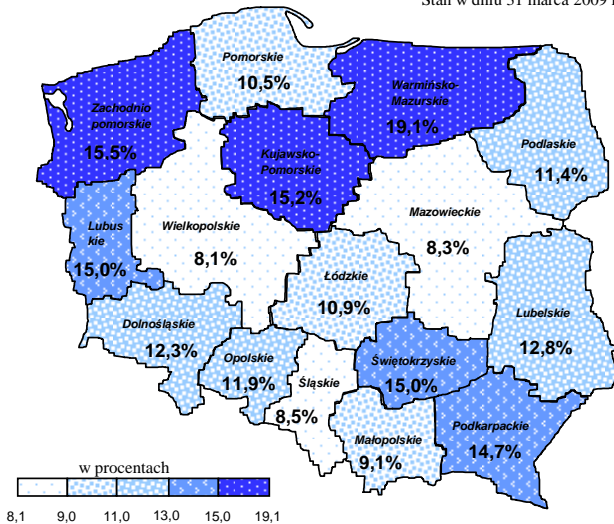 Stan w dniu 31 marca 2009
Pomorskie
10,5%
Warmińsko-
Mazurskie
19,1%
Zachodnio
pomorskie
15.5%
Podlaskie
11,4%
Kujawsko-
Pomorskie
15,2%
Lubus
kie
15,0%
Wielkopolskie
8,1%
Mazowieckie
8,3%
Łódzkie
10,9%
Lubelskie
12,8%
Dolnośląskie
12,3%
Opolskie
11,9%
Śląskie
8,5%
Świętokrzyskie
15,0%
Podkarpackie
14,7%
Małopolskie
9,1%
w procentach
8,1 9,0 11,0 13,0 15,0 19,1